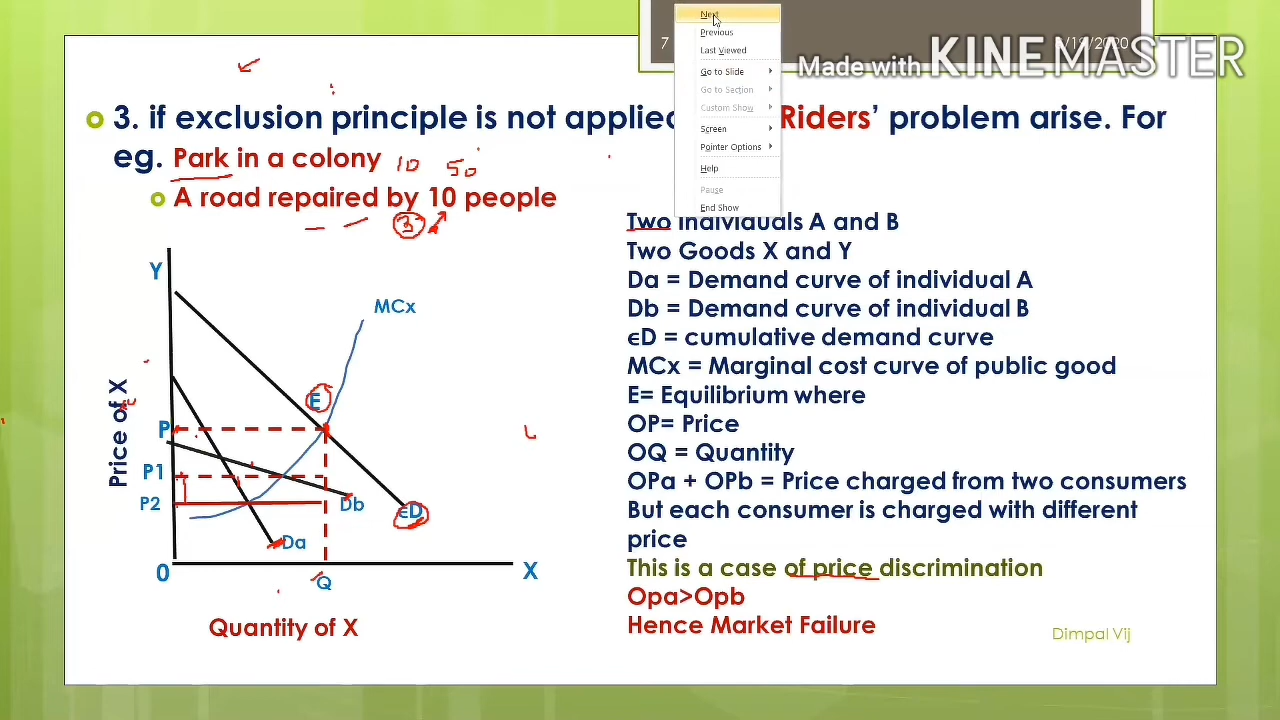 7
/18/2020
Made with KINEMASTER
Next
Previous
Last Viewed
Go to Slide
Go to Section
Custom Show
Screen
Pointer Options
Help
Pause
End Show
3. if exclusion principle is not applied Riders' problem arise. For
eg. Park in a colony 10 50
A road repaired by 10 people
3
Two Individuals A and B
Two Goods X and Y
Da = Demand curve of individual A
Db = Demand curve of individual B
ϵD = cumulative demand curve
MCx = Marginal cost curve of public good
E= Equilibrium where
OP= Price
OQ = Quantity
OPa + OPb = Price charged from two consumers
But each consumer is charged with different
price
This is a case of price discrimination
Opa>Opb
Hence Market Failure
Dimpal Vij
Y
MCx
Price of X
E
P
P1
P2
Db
ϵD
Da
0
Q
X
Quantity of X